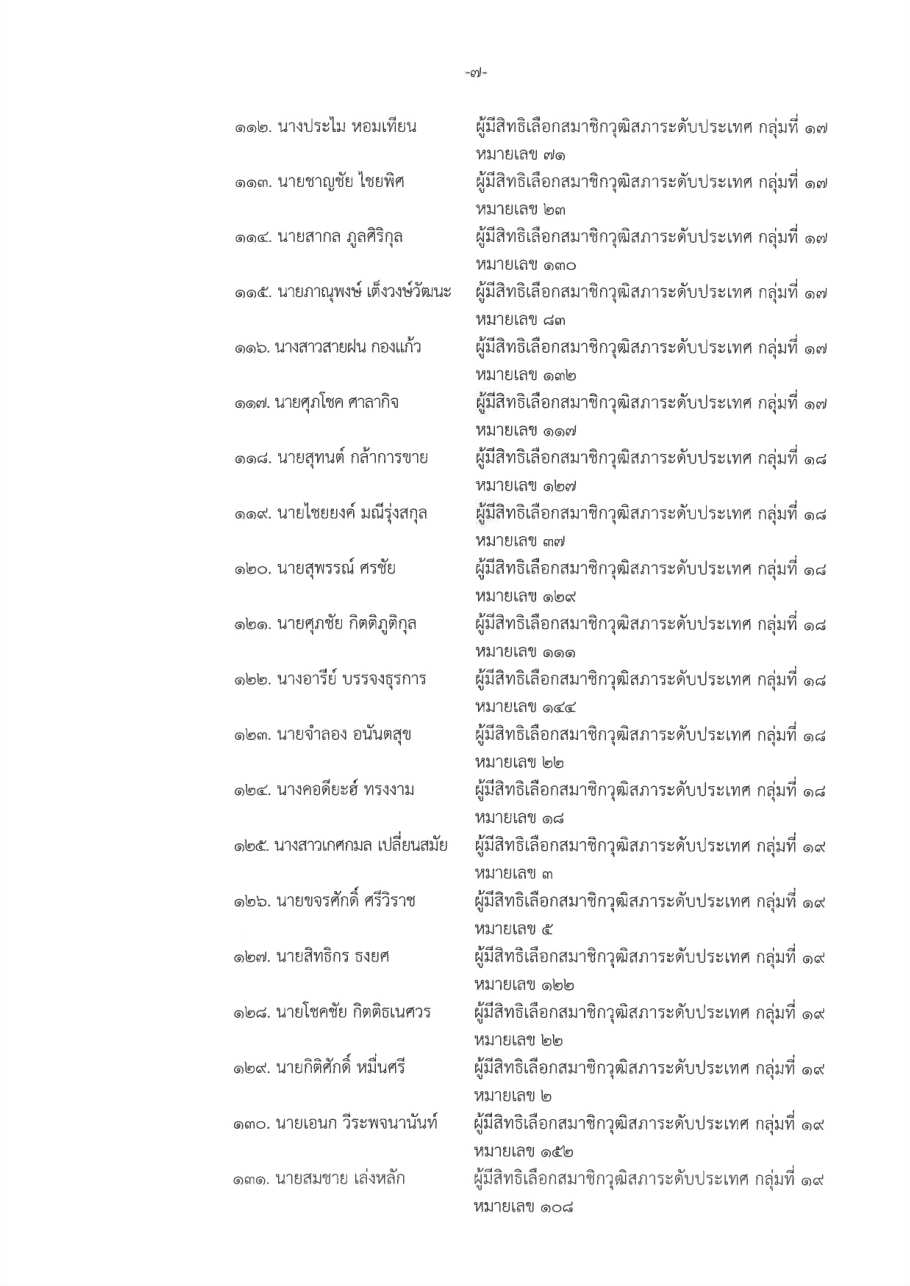 -๗-
๑๑๒. นางประไม หอมเทียน ผู้มีสิทธิเลือกสมาชิกวุฒิสภาระดับประเทศ กลุ่มที่ ๑๗
หมายเลข ๗๑
๑๑๓. นายชาญชัย ไชยพิศ ผู้มีสิทธิเลือกสมาชิกวุฒิสภาระดับประเทศ กลุ่มที่ ๑๗
หมายเลข ๒๓
๑๑๔. นายสากล ภูลศิริกุล ผู้มีสิทธิเลือกสมาชิกวุฒิสภาระดับประเทศ กลุ่มที่ ๑๗
หมายเลข ๑๓๐
๑๑๕. นายภาณุพงษ์ เต็งวงษ์วัฒนะ ผู้มีสิทธิเลือกสมาชิกวุฒิสภาระดับประเทศ กลุ่มที่ ๑๗
หมายเลข ๘๓
๑๑๖. นางสาวสายฝน กองแก้ว ผู้มีสิทธิเลือกสมาชิกวุฒิสภาระดับประเทศ กลุ่มที่ ๑๗
หมายเลข ๑๓๒
๑๑๗. นายศุภโชค ศาลากิจ ผู้มีสิทธิเลือกสมาชิกวุฒิสภาระดับประเทศ กลุ่มที่ ๑๗
หมายเลข ๑๑๗
๑๑๘. นายสุทนต์ กล้าการขาย ผู้มีสิทธิเลือกสมาชิกวุฒิสภาระดับประเทศ กลุ่มที่ ๑๘
หมายเลข ๑๒๗
๑๑๙. นายไชยยงค์ มณีรุ่งสกุล ผู้มีสิทธิเลือกสมาชิกวุฒิสภาระดับประเทศ กลุ่มที่ ๑๘
หมายเลข ๓๗
๑๒๐. นายสุพรรณ์ ศรชัย ผู้มีสิทธิเลือกสมาชิกวุฒิสภาระดับประเทศ กลุ่มที่ ๑๘
หมายเลข ๑๒๙
๑๒๑. นายศุภชัย กิตติภูติกุล ผู้มีสิทธิเลือกสมาชิกวุฒิสภาระดับประเทศ กลุ่มที่ ๑๘
หมายเลข ๑๑๑
๑๒๒. นางอารีย์ บรรจงธุรการ ผู้มีสิทธิเลือกสมาชิกวุฒิสภาระดับประเทศ กลุ่มที่ ๑๘
หมายเลข ๑๔๔
๑๒๓. นายจำลอง อนันตสุข ผู้มีสิทธิเลือกสมาชิกวุฒิสภาระดับประเทศ กลุ่มที่ ๑๘
หมายเลข ๒๒
๑๒๔. นางคอดียะฮ์ ทรงงาม ผู้มีสิทธิเลือกสมาชิกวุฒิสภาระดับประเทศ กลุ่มที่ ๑๘
หมายเลข ๑๘
๑๒๕. นางสาวเกศกมล เปลี่ยนสมัย ผู้มีสิทธิเลือกสมาชิกวุฒิสภาระดับประเทศ กลุ่มที่ ๑๙
หมายเลข ๓
๑๒๖. นายขจรศักดิ์ ศรีวิราช ผู้มีสิทธิเลือกสมาชิกวุฒิสภาระดับประเทศ กลุ่มที่ ๑๙
หมายเลข ๕
๑๒๗. นายสิทธิกร ธงยศ ผู้มีสิทธิเลือกสมาชิกวุฒิสภาระดับประเทศ กลุ่มที่ ๑๙
หมายเลข ๑๒๒
๑๒๘. นายโชคชัย กิตติธเนศวร ผู้มีสิทธิเลือกสมาชิกวุฒิสภาระดับประเทศ กลุ่มที่ ๑๙
หมายเลข ๒๒
๑๒๙. นายกิติศักดิ์ หมื่นศรี ผู้มีสิทธิเลือกสมาชิกวุฒิสภาระดับประเทศ กลุ่มที่ ๑๙
หมายเลข ๒
๑๓๐. นายเอนก วีระพจนานันท์ ผู้มีสิทธิเลือกสมาชิกวุฒิสภาระดับประเทศ กลุ่มที่ ๑๙
หมายเลข ๑๕๒
๑๓๑. นายสมชาย เล่งหลัก ผู้มีสิทธิเลือกสมาชิกวุฒิสภาระดับประเทศ กลุ่มที่ ๑๙
หมายเลข ๑๐๘